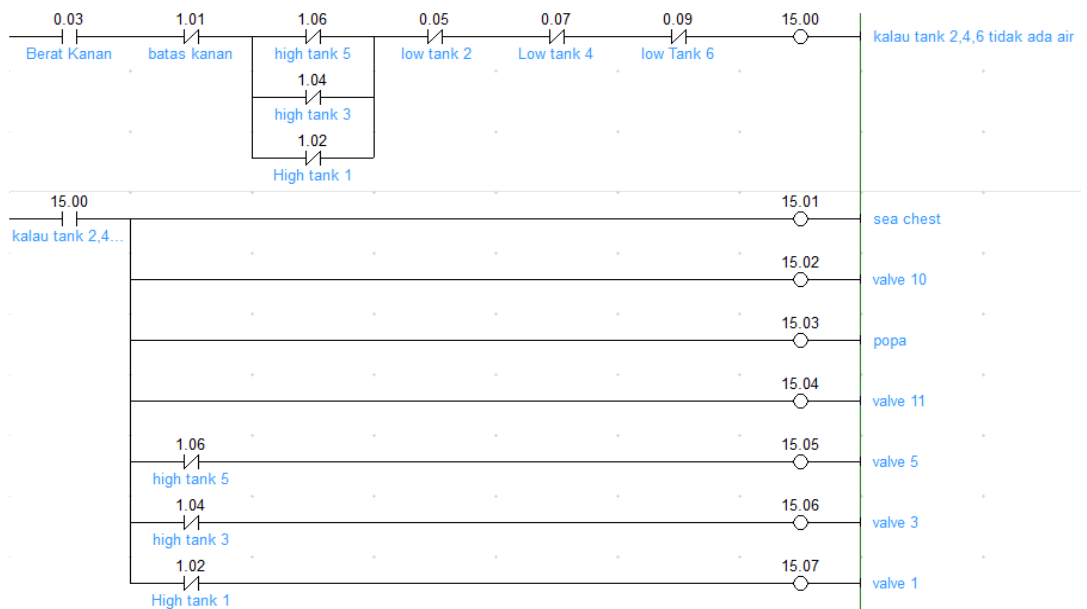 0.03 1.01 1.06 0.05 0.07 0.09 15.00
Berat Kanan batas kanan high tank 5 low tank 2 Low tank 4 low Tank 6 kalau tank 2,4,6 tidak ada air
1.04
high tank 3
1.02
High tank 1
15.00 15.01
kalau tank 2,4... sea chest
15.02
valve 10
15.03
popa
15.04
valve 11
1.06 15.05
high tank 5 valve 5
1.04 15.06
high tank 3 valve 3
1.02 15.07
High tank 1 valve 1